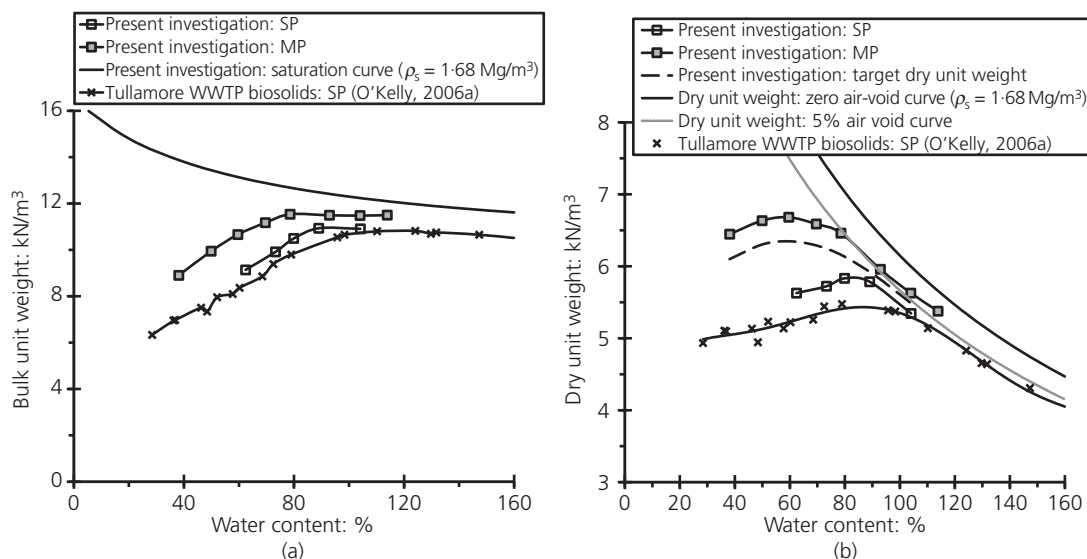 Present investigation: SP
Present investigation: MP
Present investigation: saturation curve (ρs = 1·68 Mg/m³)
Tullamore WWTP biosolids: SP (O'Kelly, 2006a)
16
12
8
4
0
Bulk unit weight: kN/m³
0
40
80
120
160
Water content: %
(a)
Present investigation: SP
Present investigation: MP
Present investigation: target dry unit weight
Dry unit weight: zero air-void curve (ρs = 1·68 Mg/m³)
Dry unit weight: 5% air void curve
Tullamore WWTP biosolids: SP (O'Kelly, 2006a)
8
7
6
5
4
3
Dry unit weight: kN/m³
0
20
40
60
80
100
120
140
160
Water content: %
(b)